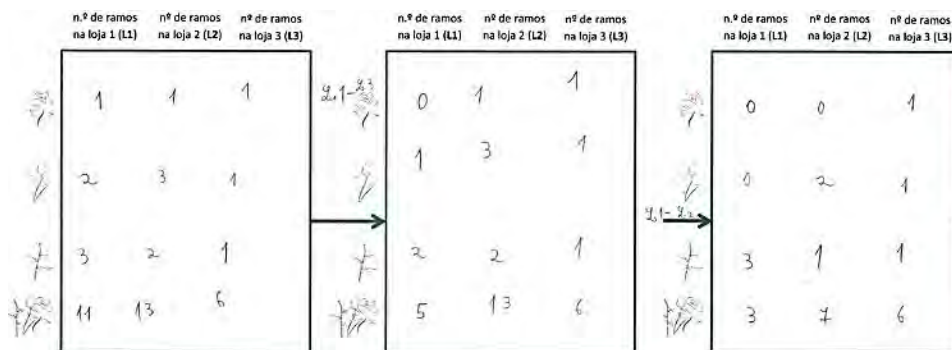 n.º de ramos nº de ramos nº de ramos
na loja 1 (L1) na loja 2 (L2) na loja 3 (L3)
1 1 1
2 3 1
3 2 1
11 13 6
L1-L3
n.º de ramos nº de ramos nº de ramos
na loja 1 (L1) na loja 2 (L2) na loja 3 (L3)
0 1 1
1 3 1
2 2 1
5 13 6
L1-L2
n.º de ramos nº de ramos nº de ramos
na loja 1 (L1) na loja 2 (L2) na loja 3 (L3)
0 0 1
0 2 1
3 1 1
3 7 6